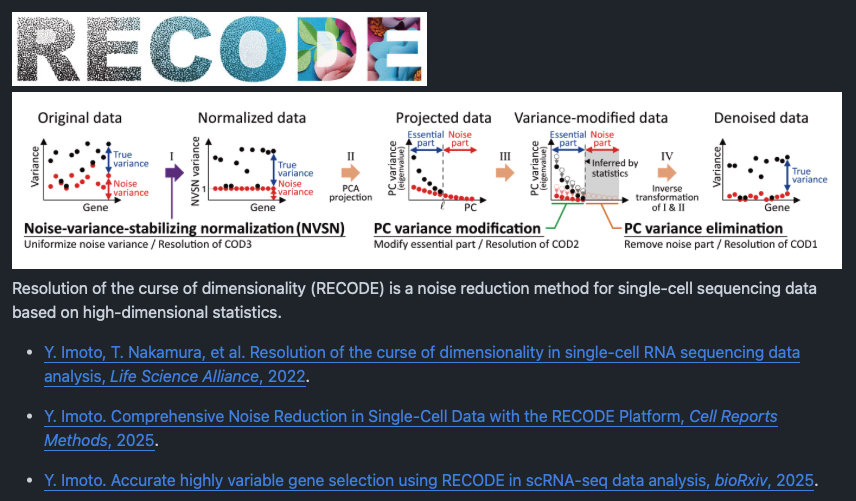 RECODE
Original data
Normalized data
Projected data
Variance-modified data
Denoised data
Variance
True variance
Noise variance
Gene
I
NVSN variance
1
True variance
Noise variance
Gene
II
PCA projection
Essential part
Noise part
PC variance
(eigenvalue)
ℓ
PC
III
Essential part
Noise part
PC variance
(eigenvalue)
Inferred by statistics
PC
IV
Inverse transformation of I & II
Variance
True variance
Gene
Noise-variance-stabilizing normalization (NVSN)
Uniformize noise variance / Resolution of COD3
PC variance modification
Modify essential part / Resolution of COD2
PC variance elimination
Remove noise part / Resolution of COD1
Resolution of the curse of dimensionality (RECODE) is a noise reduction method for single-cell sequencing data
based on high-dimensional statistics.
• Y. Imoto, T. Nakamura, et al. Resolution of the curse of dimensionality in single-cell RNA sequencing data
analysis, Life Science Alliance, 2022.
• Y. Imoto. Comprehensive Noise Reduction in Single-Cell Data with the RECODE Platform, Cell Reports
Methods, 2025.
• Y. Imoto. Accurate highly variable gene selection using RECODE in scRNA-seq data analysis, bioRxiv, 2025.